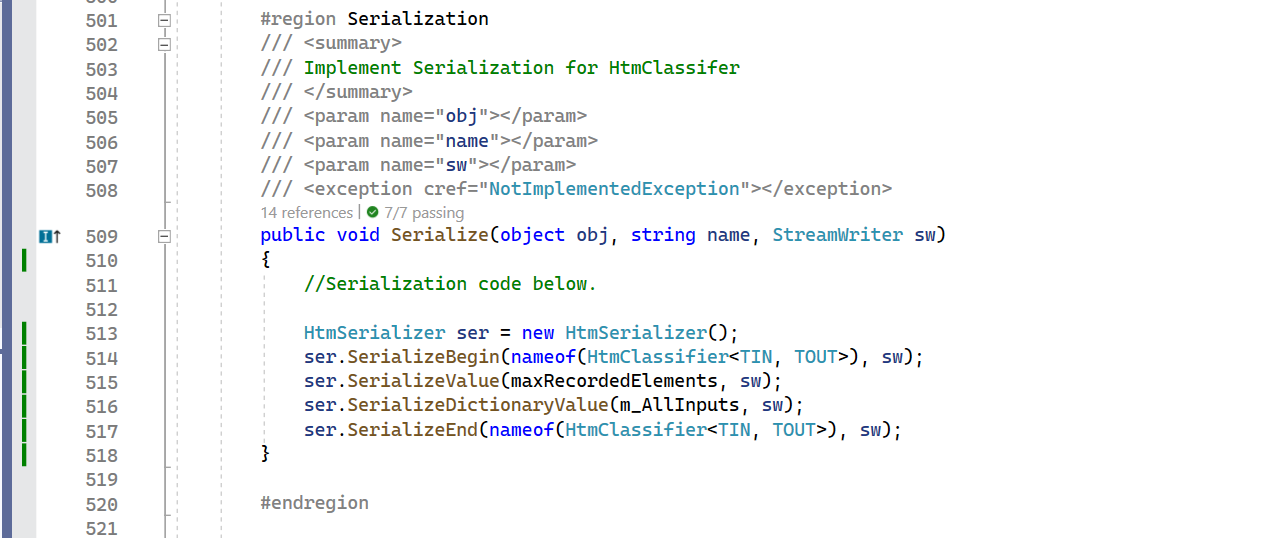 501 #region Serialization
502 /// <summary>
503 /// Implement Serialization for HtmClassifer
504 /// </summary>
505 /// <param name="obj"></param>
506 /// <param name="name"></param>
507 /// <param name="sw"></param>
508 /// <exception cref="NotImplementedException"></exception>
14 references | 7/7 passing
509 public void Serialize(object obj, string name, StreamWriter sw)
510 {
511 //Serialization code below.
512
513 HtmSerializer ser = new HtmSerializer();
514 ser.SerializeBegin(nameof(HtmClassifier<TIN, TOUT>), sw);
515 ser.SerializeValue(maxRecordedElements, sw);
516 ser.SerializeDictionaryValue(m_AllInputs, sw);
517 ser.SerializeEnd(nameof(HtmClassifier<TIN, TOUT>), sw);
518 }
519
520 #endregion
521